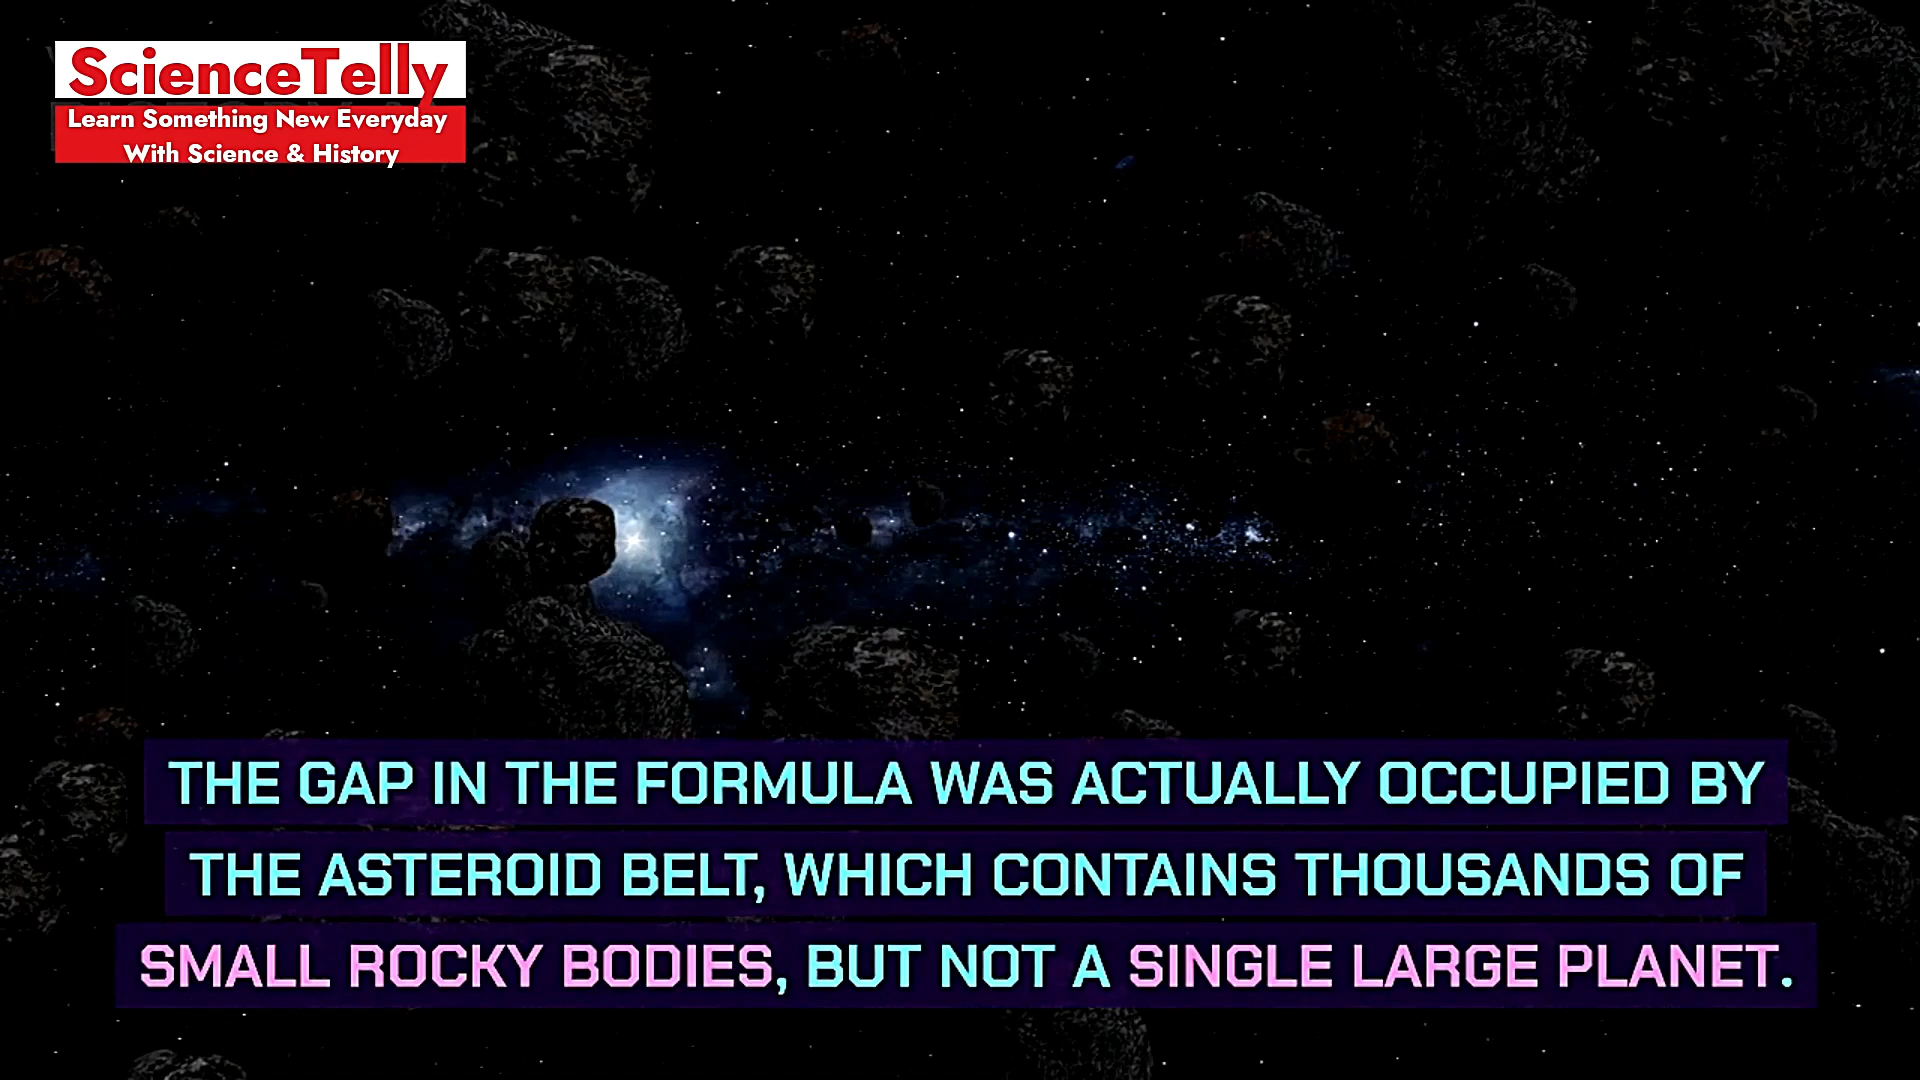 ScienceTelly
Learn Something New Everyday
With Science & History
THE GAP IN THE FORMULA WAS ACTUALLY OCCUPIED BY
THE ASTEROID BELT, WHICH CONTAINS THOUSANDS OF
SMALL ROCKY BODIES, BUT NOT A SINGLE LARGE PLANET.